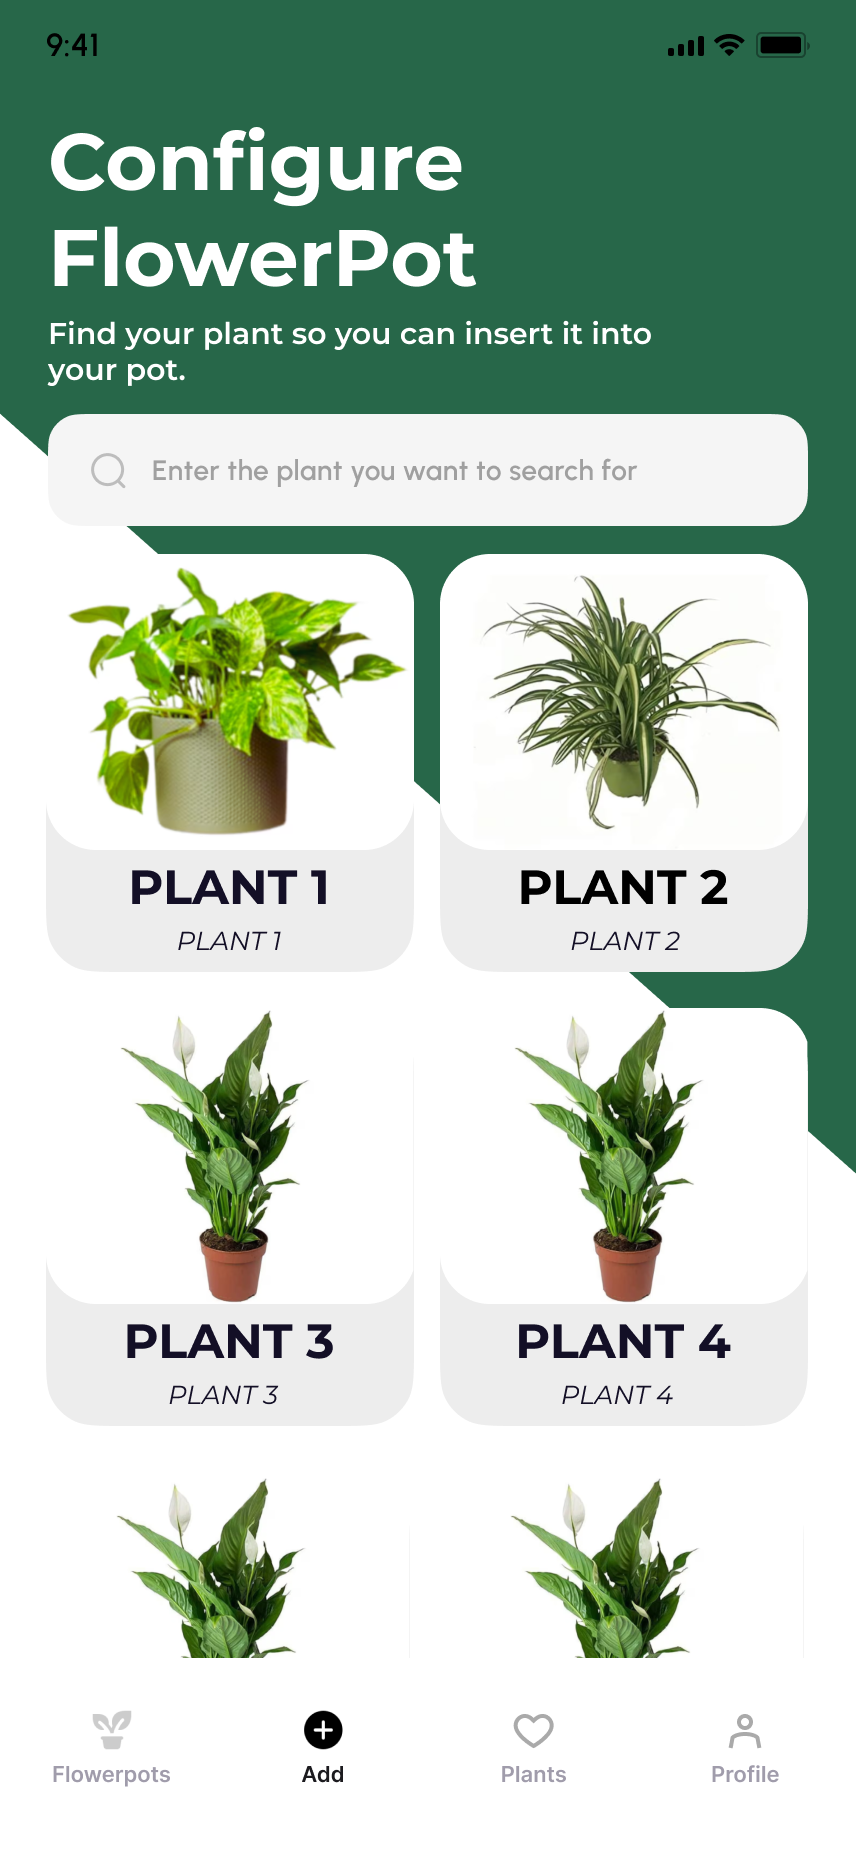 9:41
Configure
FlowerPot
Find your plant so you can insert it into
your pot.
Enter the plant you want to search for
PLANT 1
PLANT 1
PLANT 2
PLANT 2
PLANT 3
PLANT 3
PLANT 4
PLANT 4
Flowerpots
Add
Plants
Profile